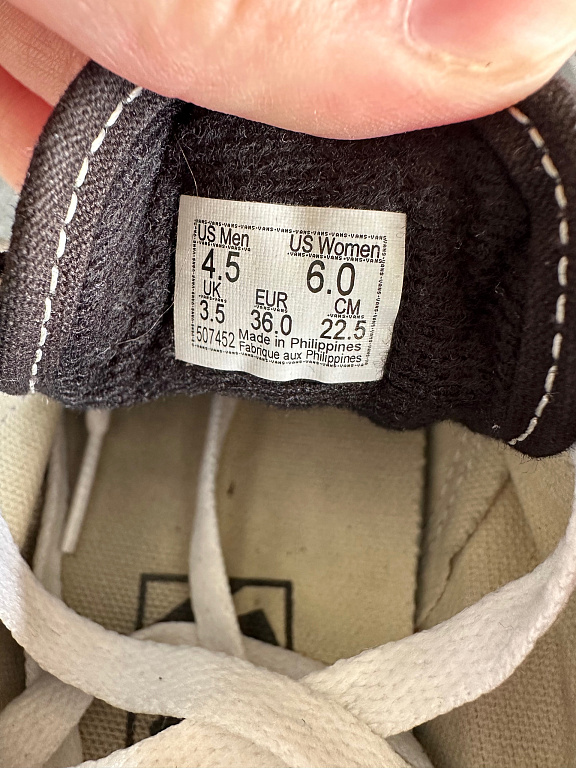 US Men US Women
4.5 6.0
UK EUR CM
3.5 36.0 22.5
507452 Made in Philippines
Fabrique aux Philippines